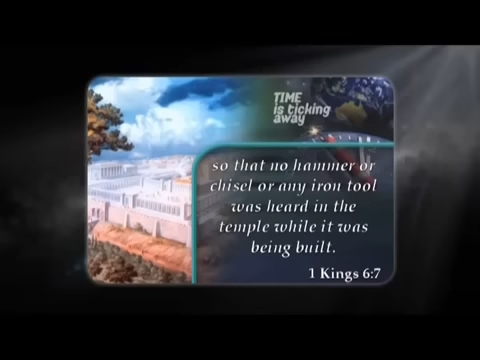 TIME
is ticking
away
so that no hammer or
chisel or any iron tool
was heard in the
temple while it was
being built.
1 Kings 6:7